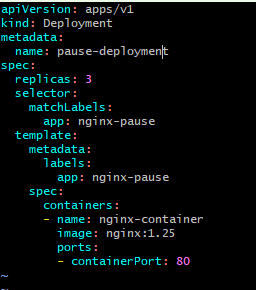 apiVersion: apps/v1
kind: Deployment
metadata:
  name: pause-deployment
spec:
  replicas: 3
  selector:
    matchLabels:
      app: nginx-pause
  template:
    metadata:
      labels:
        app: nginx-pause
    spec:
      containers:
      - name: nginx-container
        image: nginx:1.25
        ports:
        - containerPort: 80
~